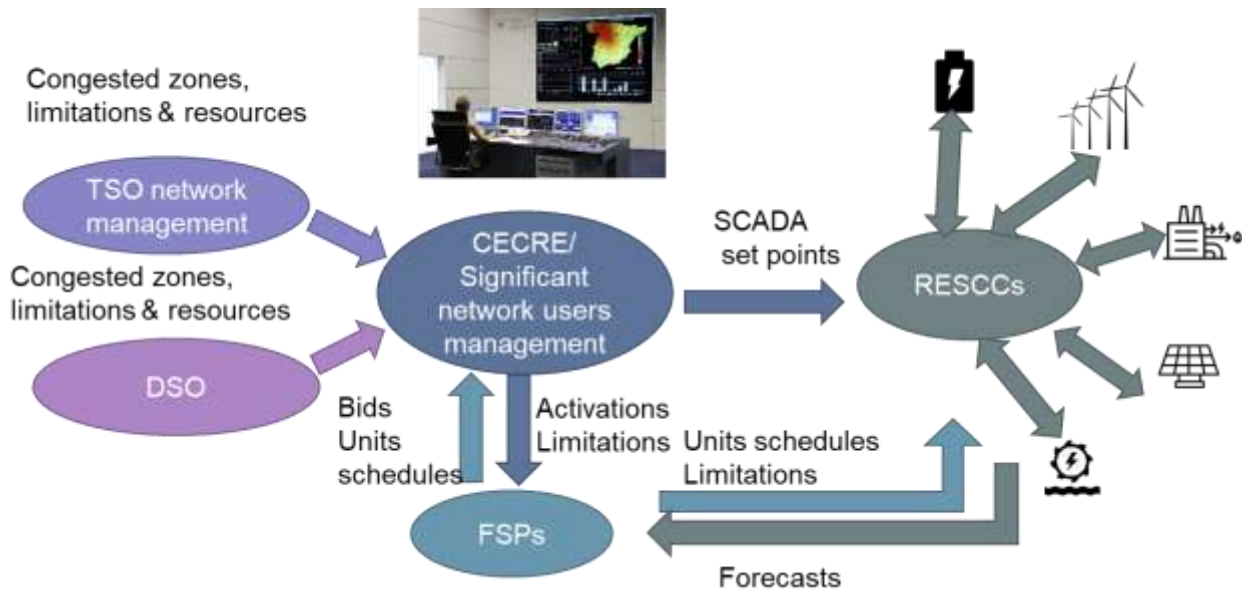 Congested zones,
limitations & resources
TSO network
management
Congested zones,
limitations & resources
DSO
CECRE/
Significant
network users
management
SCADA
set points
RESCCs
Bids
Units
schedules
Activations
Limitations
Units schedules
Limitations
FSPs
Forecasts